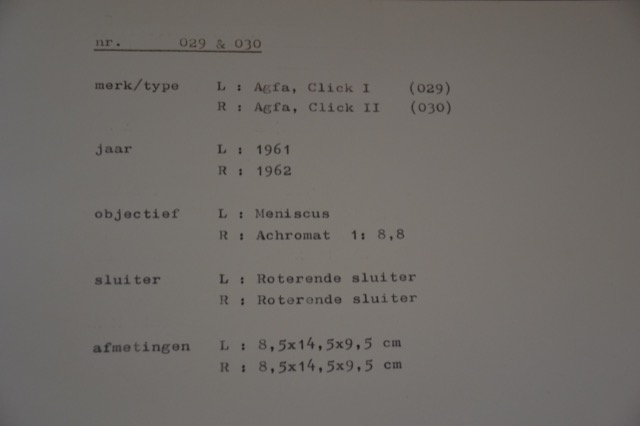 nr. 029 & 030
merk/type L : Agfa, Click I (029)
R : Agfa, Click II (030)
jaar L : 1961
R : 1962
objectief L : Meniscus
R : Achromat 1: 8,8
sluiter L : Roterende sluiter
R : Roterende sluiter
afmetingen L : 8,5x14,5x9,5 cm
R : 8,5x14,5x9,5 cm